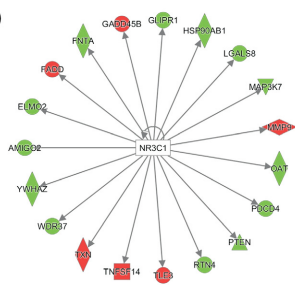 GADD45B
GLIPR1
HSP90AB1
FNTA
LGALS8
FADD
MAP3K7
ELMO2
MMP9
NR3C1
AMIGO2
OAT
YWHAZ
PDCD4
WDR37
PTEN
TXN
RTN4
TNFSF14
TLE3